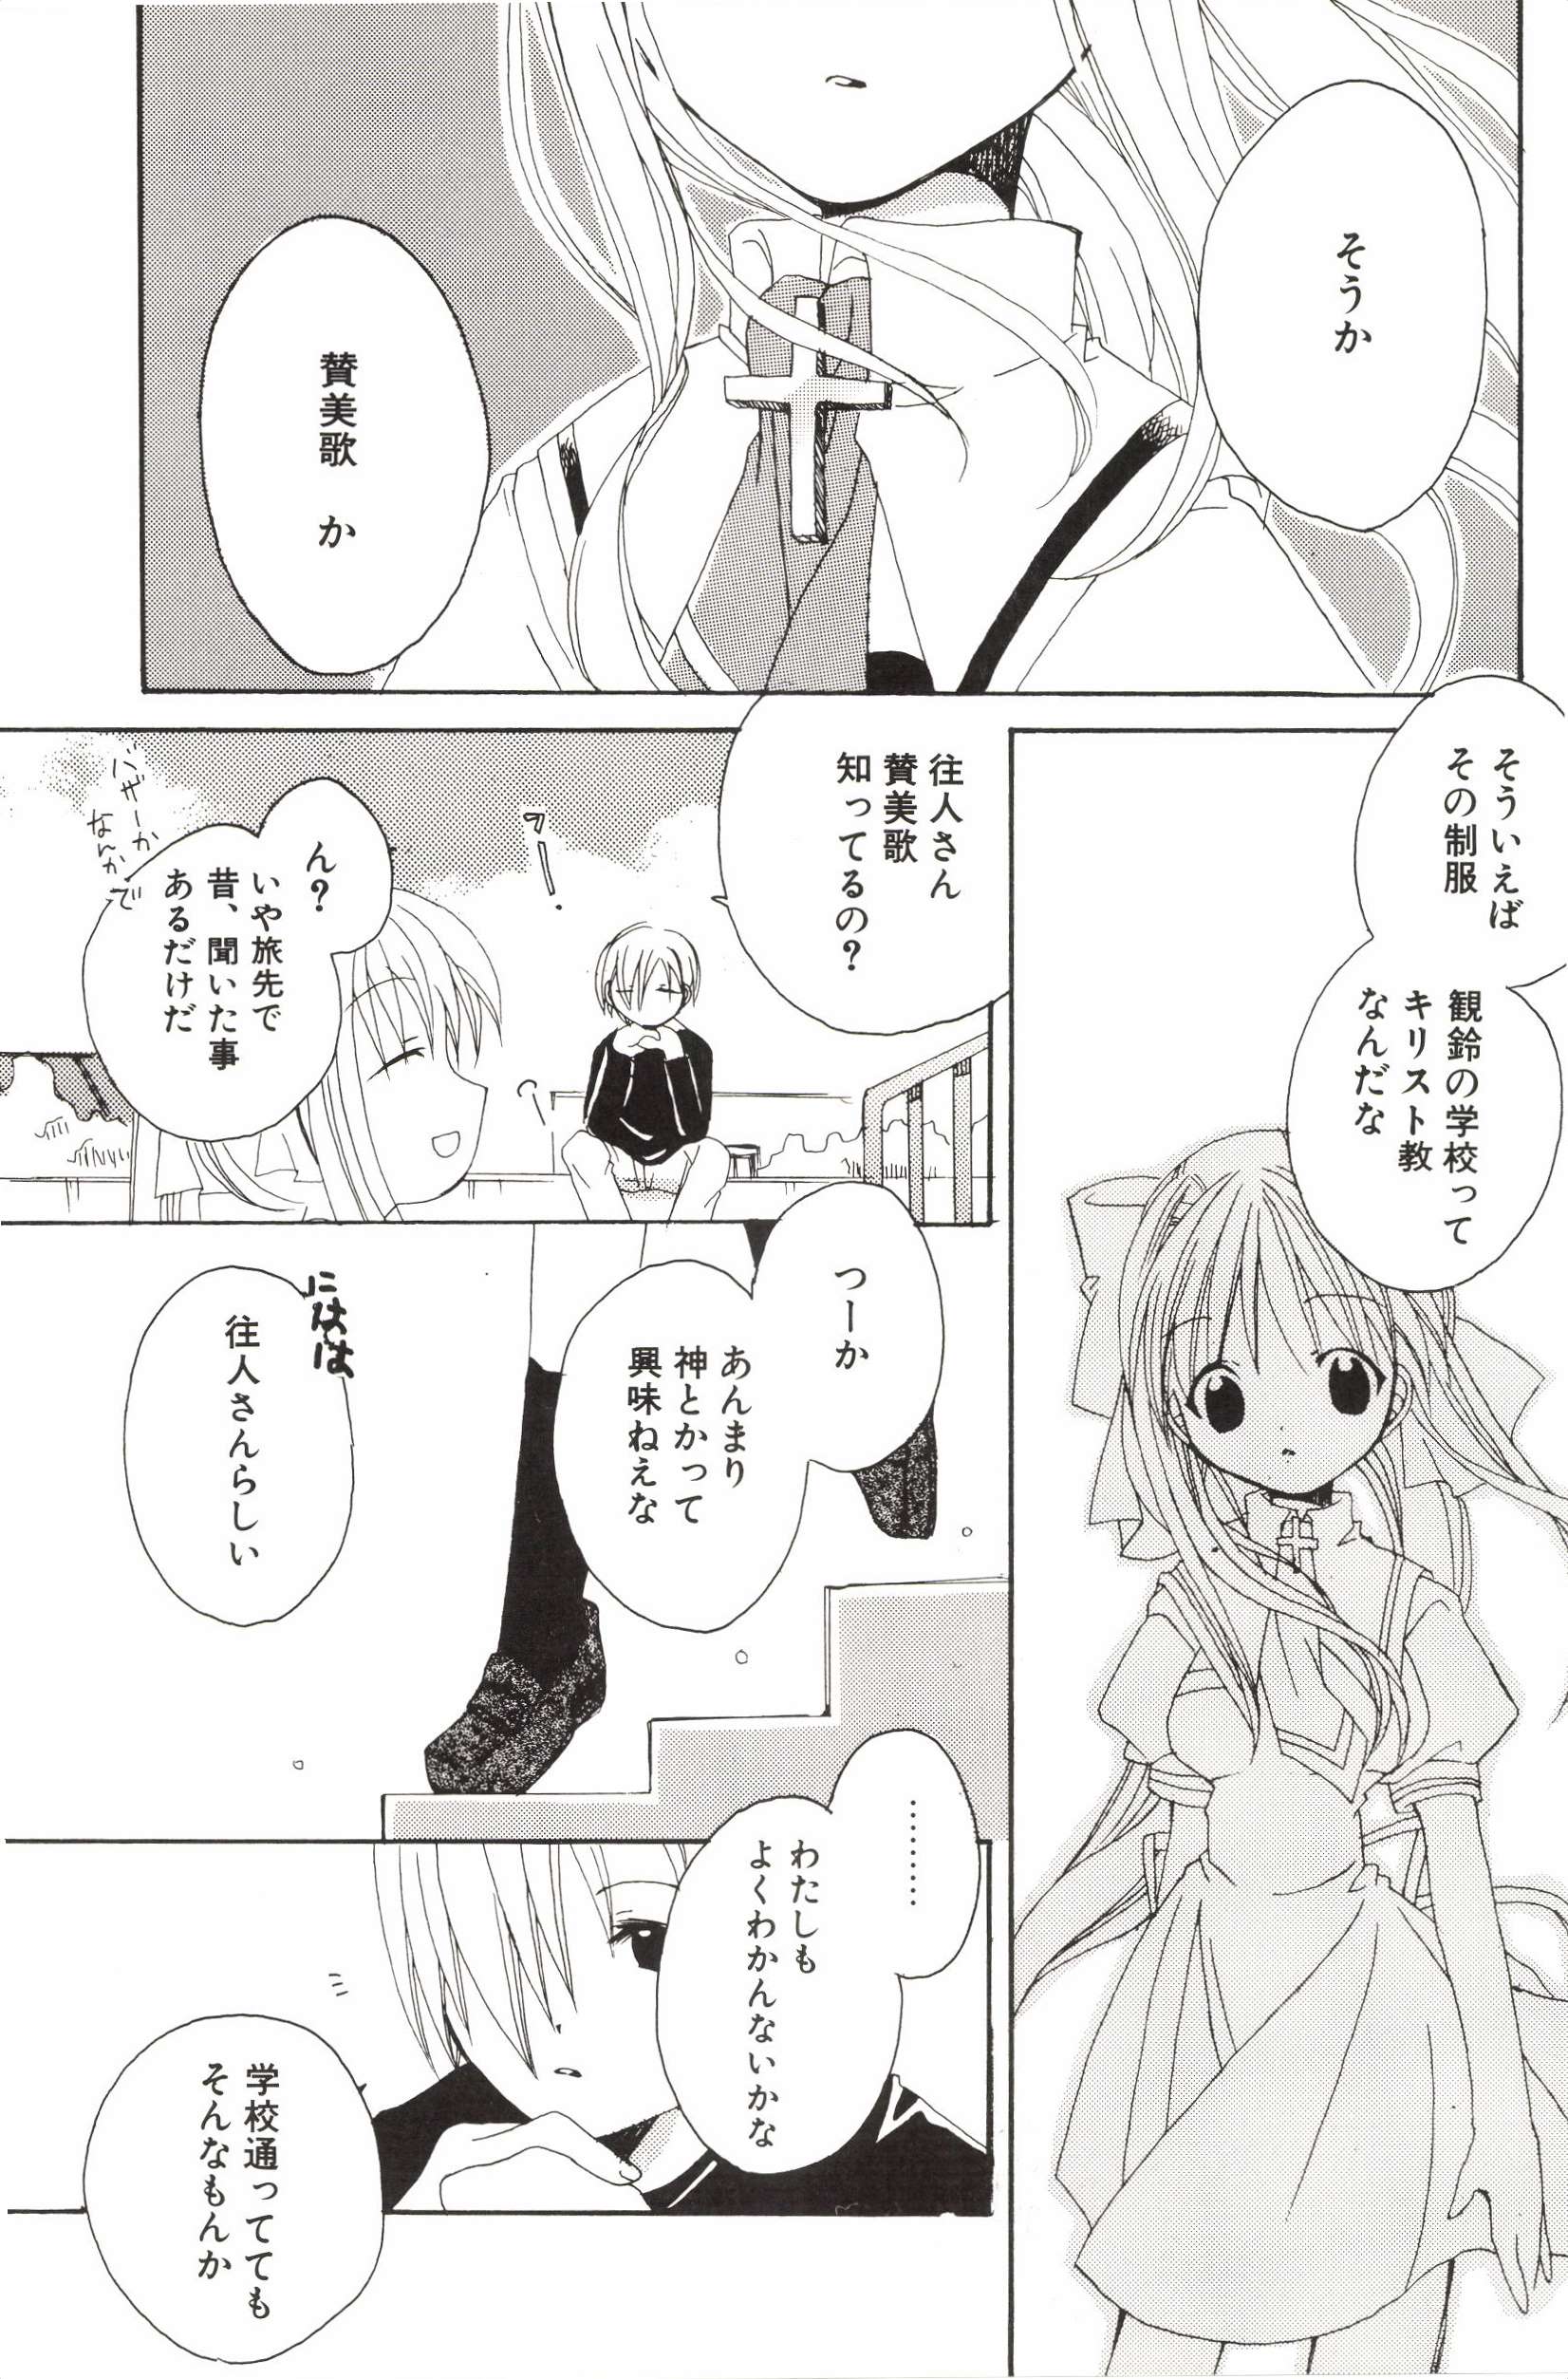 そうか
賛美歌　か
そういえば
その制服
観鈴の学校って
キリスト教
なんだな
往人さん
賛美歌
知ってるの？
ん？
いや旅先で
昔、聞いた事
あるだけだ
バザーか
なんかで
つーか
あんまり
神とかって
興味ねえな
にはは
往人さんらしい
………
わたしも
よくわかんないかな
学校通ってても
そんなもんか